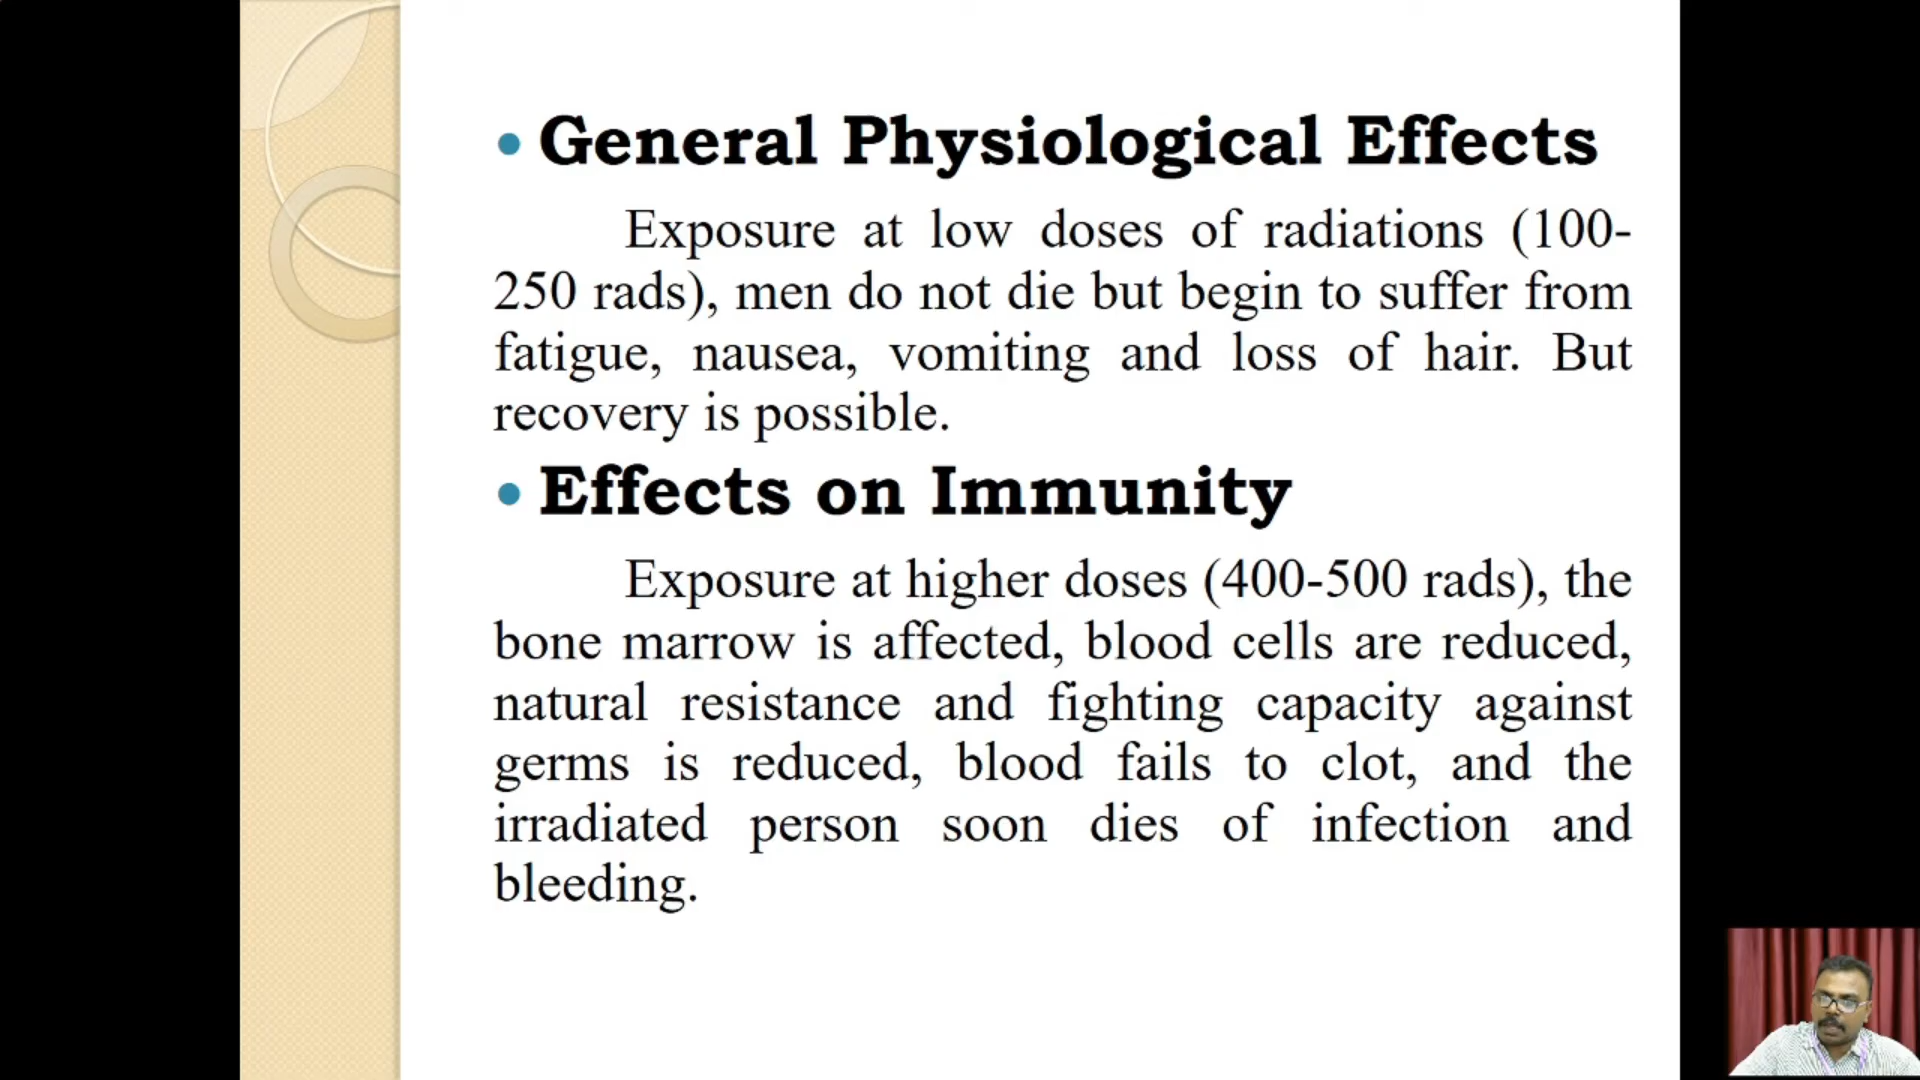 • General Physiological Effects
Exposure at low doses of radiations (100-
250 rads), men do not die but begin to suffer from
fatigue, nausea, vomiting and loss of hair. But
recovery is possible.
• Effects on Immunity
Exposure at higher doses (400-500 rads), the
bone marrow is affected, blood cells are reduced,
natural resistance and fighting capacity against
germs is reduced, blood fails to clot, and the
irradiated person soon dies of infection and
bleeding.